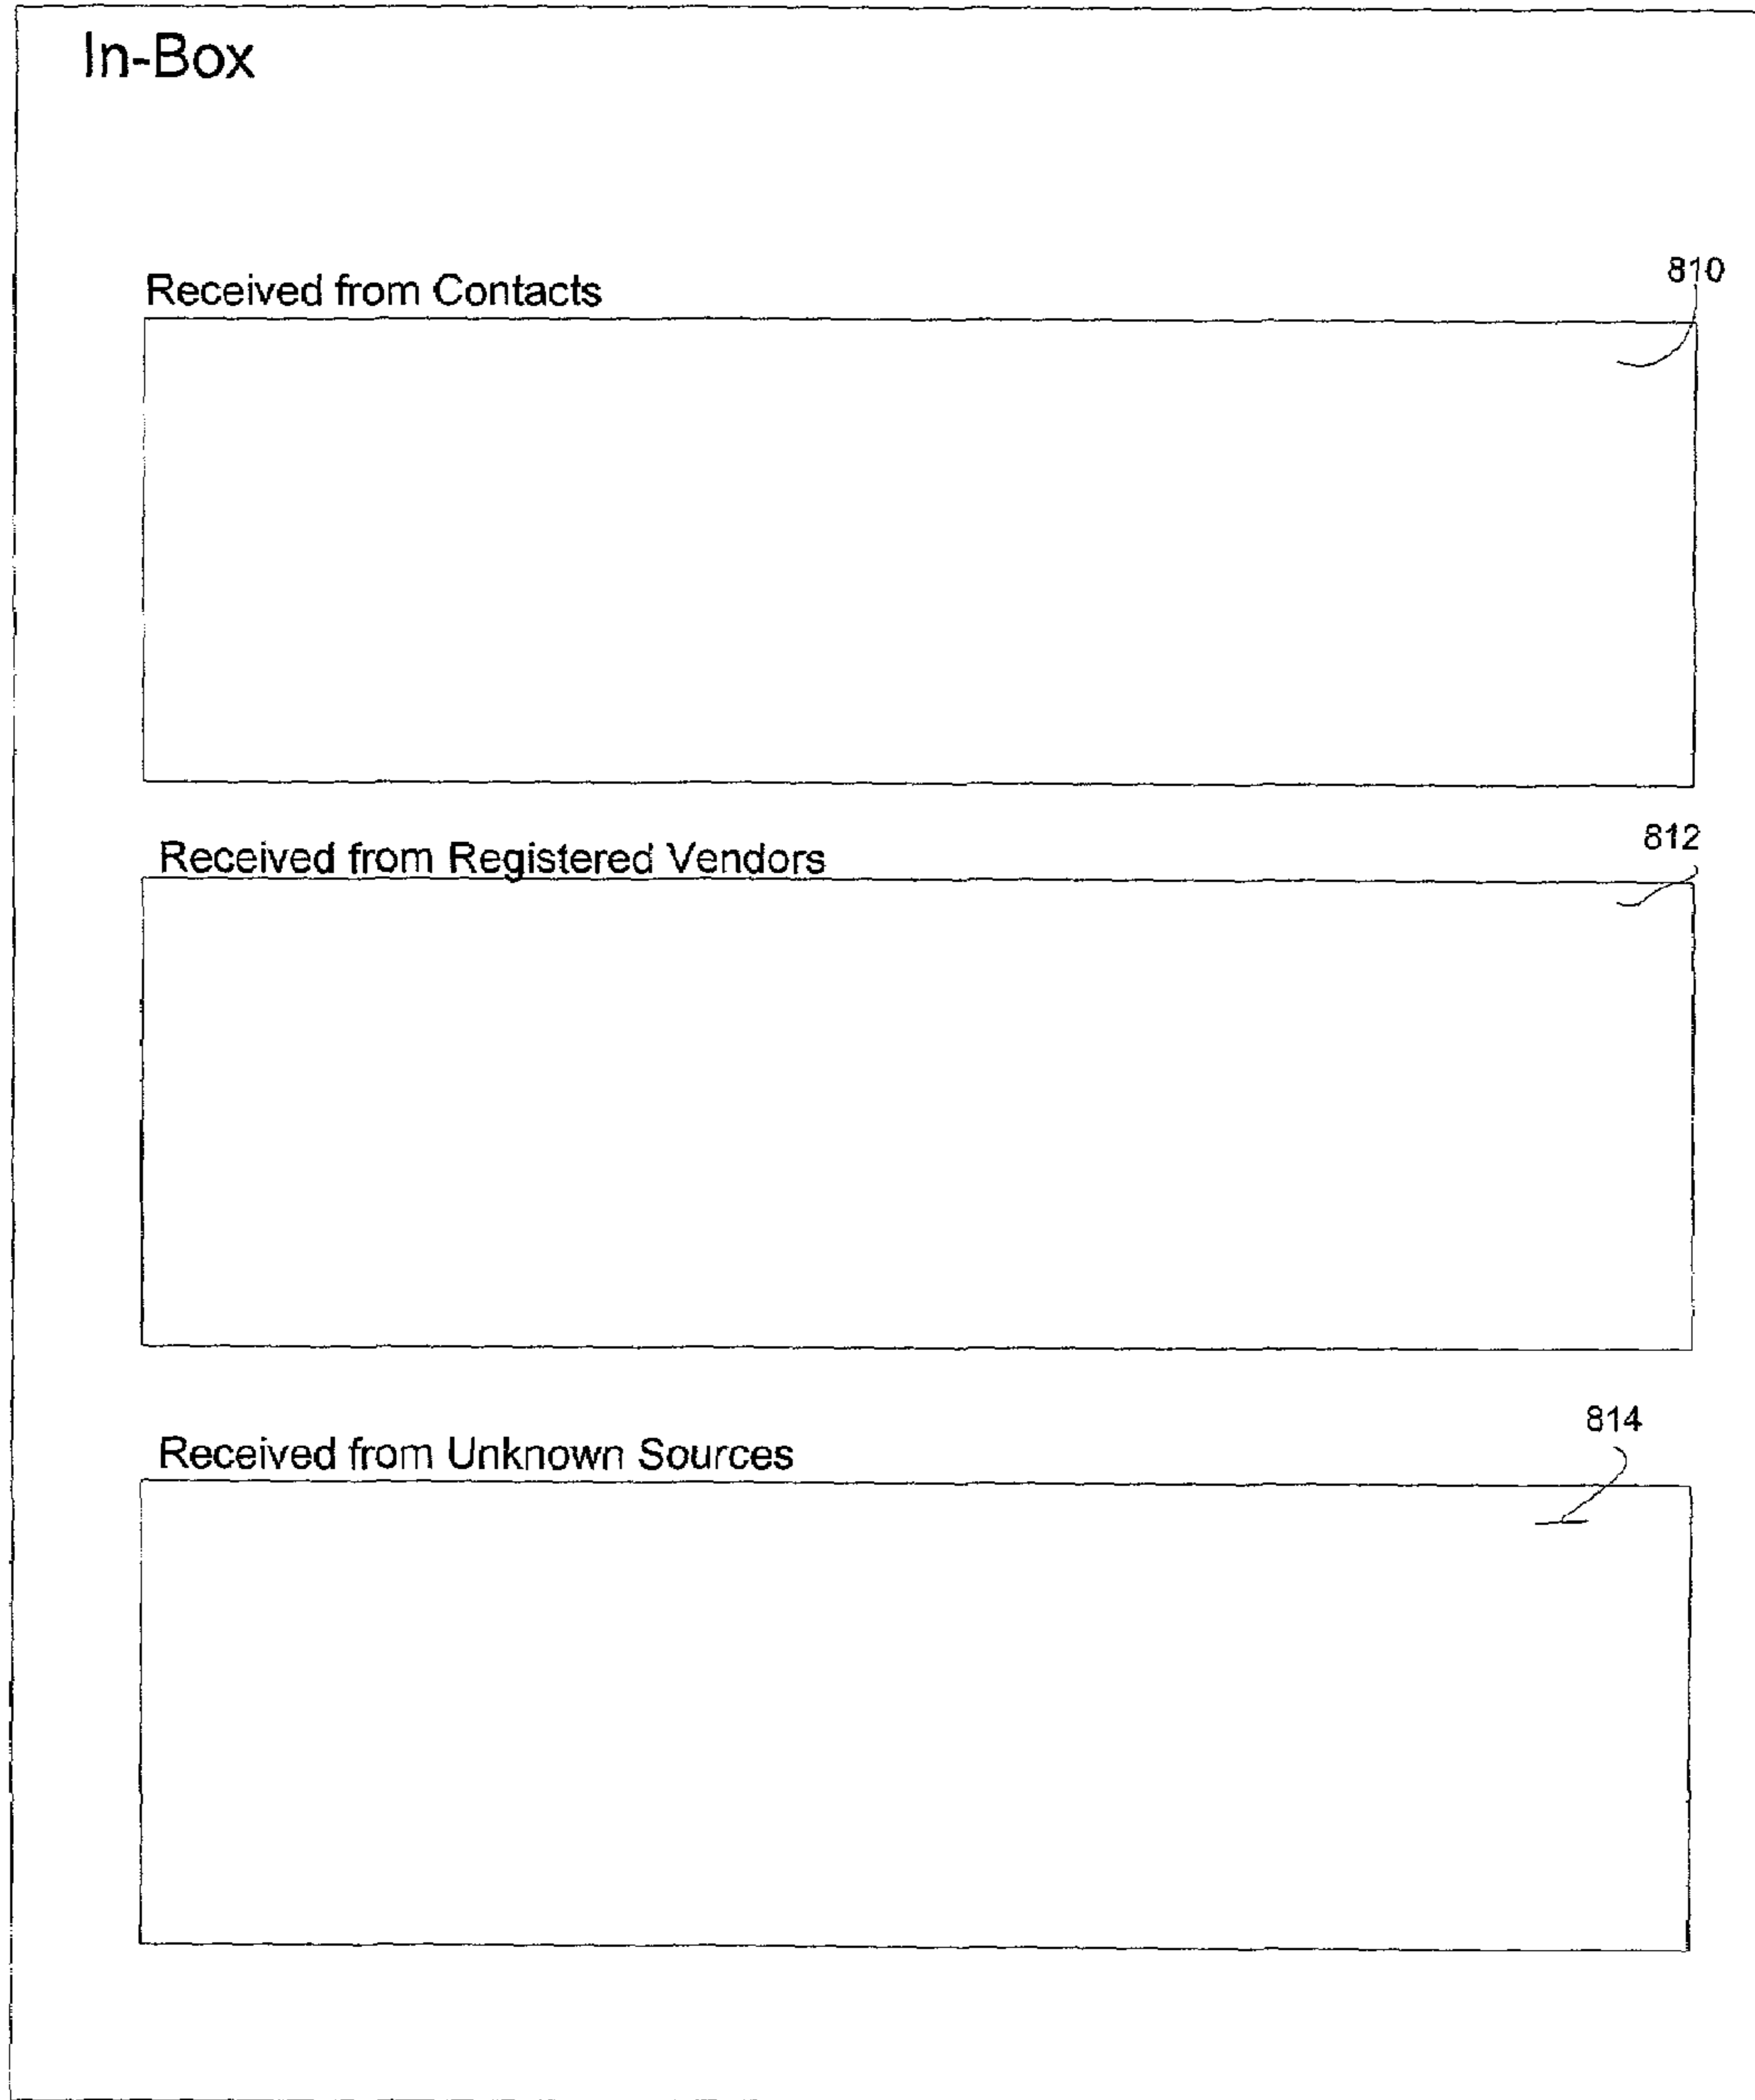 In-Box
Received from Contacts
810
Received from Registered Vendors
812
Received from Unknown Sources
814